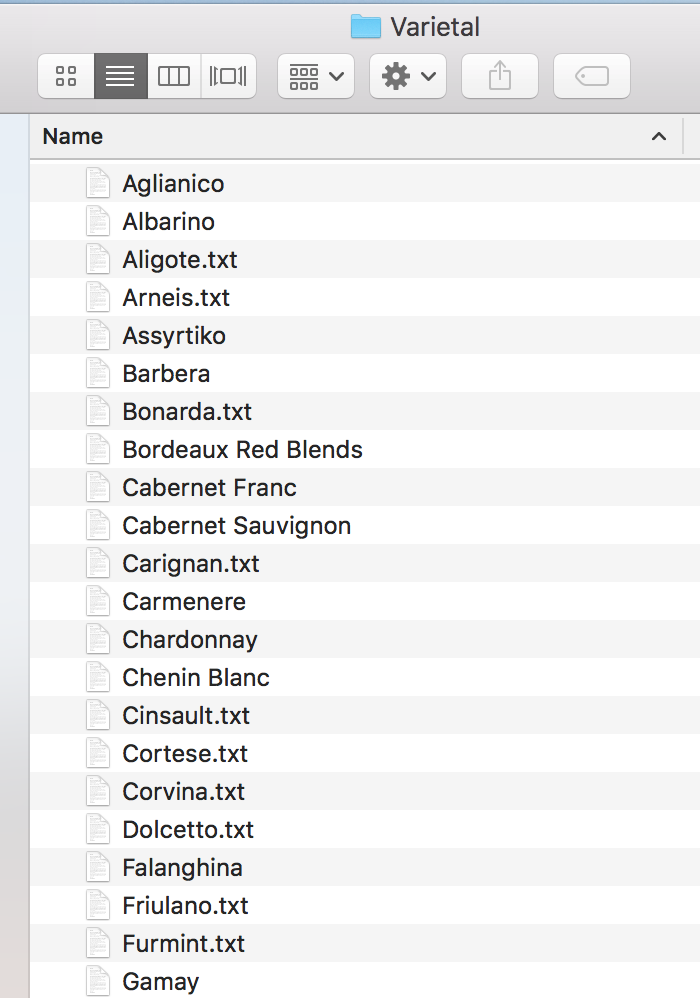 Varietal
Name
Aglianico
Albarino
Aligote.txt
Arneis.txt
Assyrtiko
Barbera
Bonarda.txt
Bordeaux Red Blends
Cabernet Franc
Cabernet Sauvignon
Carignan.txt
Carmenere
Chardonnay
Chenin Blanc
Cinsault.txt
Cortese.txt
Corvina.txt
Dolcetto.txt
Falanghina
Friulano.txt
Furmint.txt
Gamay